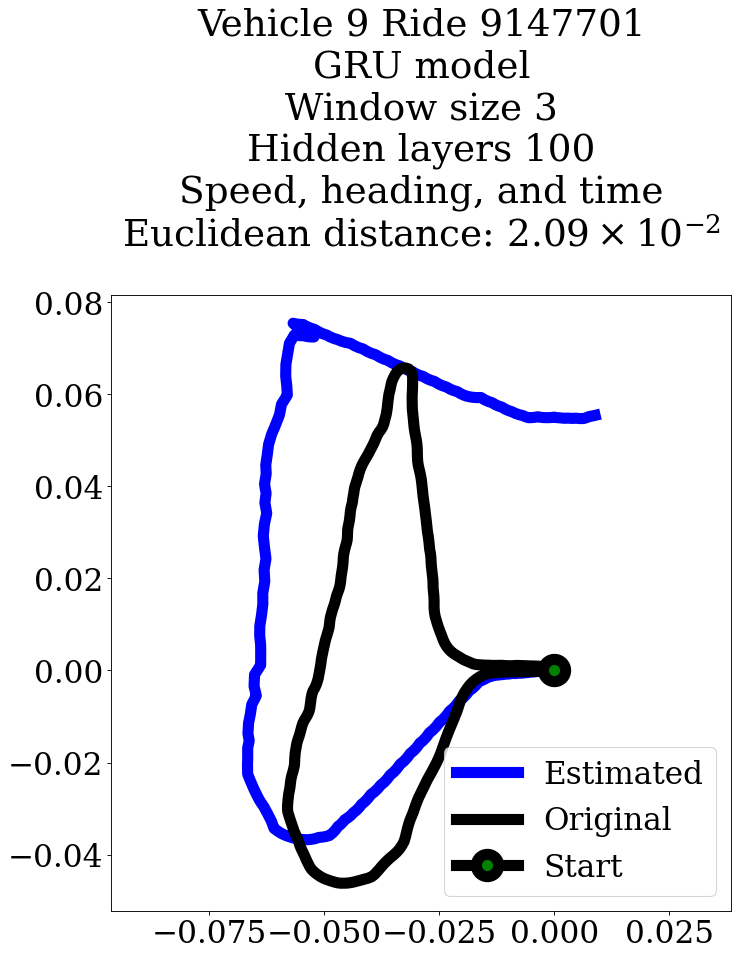 Vehicle 9 Ride 9147701
GRU model
Window size 3
Hidden layers 100
Speed, heading, and time
Euclidean distance: 2.09 × 10⁻²
0.08
0.06
0.04
0.02
0.00
−0.02
−0.04
Estimated
Original
Start
−0.075 −0.050 −0.025 0.000 0.025